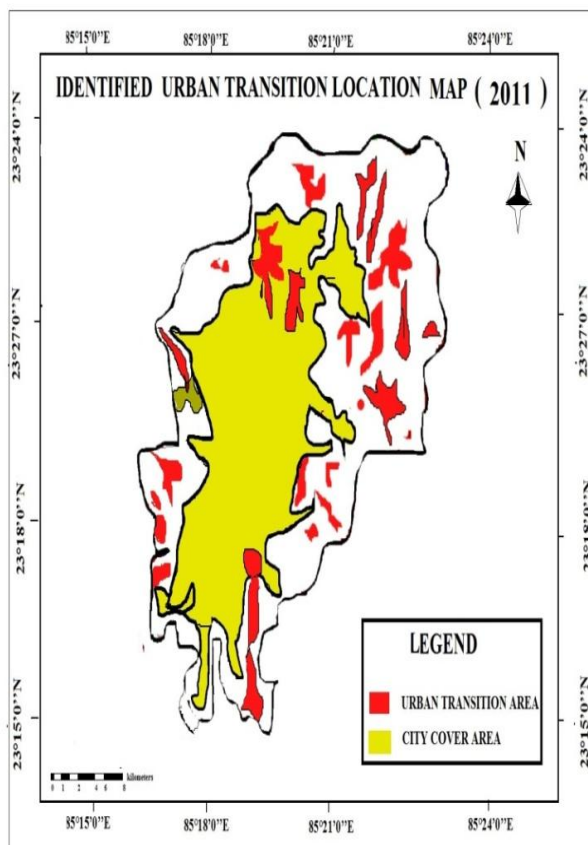 85°15'0''E 85°18'0''E 85°21'0''E 85°24'0''E
IDENTIFIED URBAN TRANSITION LOCATION MAP ( 2011 )
N
23°24'0''N 23°24'0''N
23°27'0''N 23°27'0''N
23°18'0''N 23°18'0''N
23°15'0''N 23°15'0''N
LEGEND
URBAN TRANSITION AREA
CITY COVER AREA
kilometers
0 1 2 4 6 8
85°15'0''E 85°18'0''E 85°21'0''E 85°24'0''E